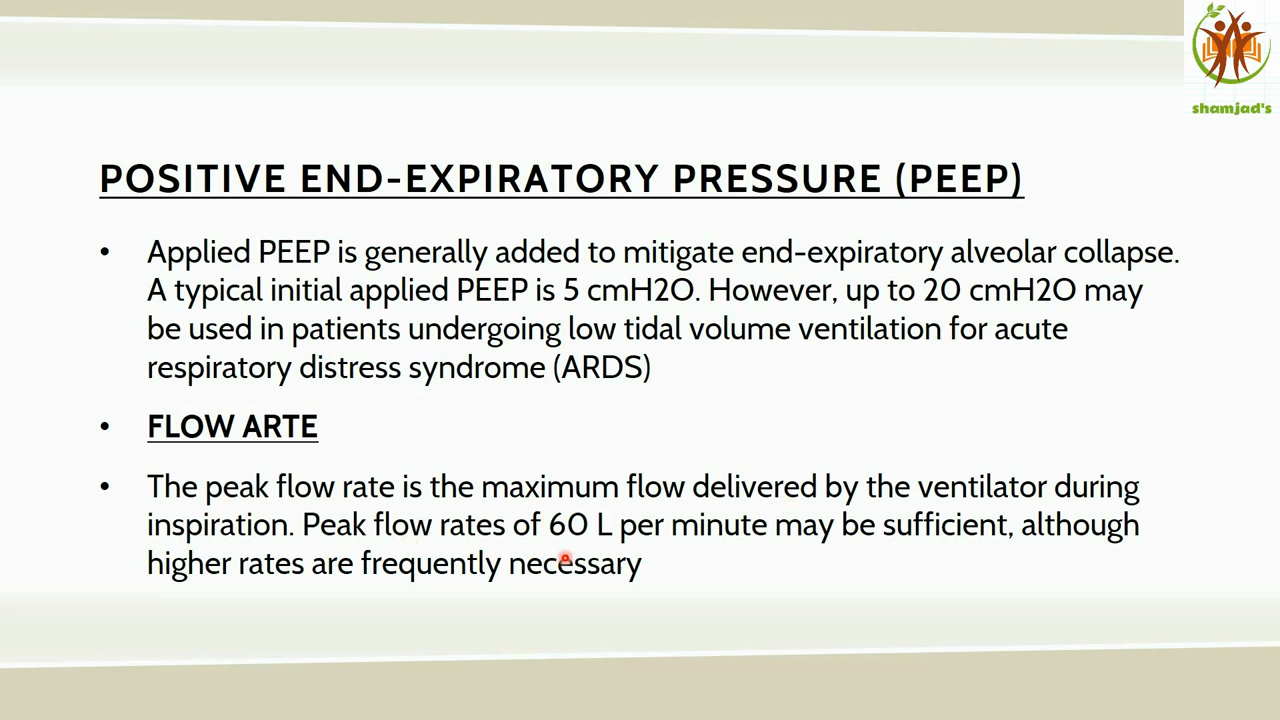 shamjad's
POSITIVE END-EXPIRATORY PRESSURE (PEEP)
• Applied PEEP is generally added to mitigate end-expiratory alveolar collapse.
A typical initial applied PEEP is 5 cmH2O. However, up to 20 cmH2O may
be used in patients undergoing low tidal volume ventilation for acute
respiratory distress syndrome (ARDS)
• FLOW ARTE
• The peak flow rate is the maximum flow delivered by the ventilator during
inspiration. Peak flow rates of 60 L per minute may be sufficient, although
higher rates are frequently necessary